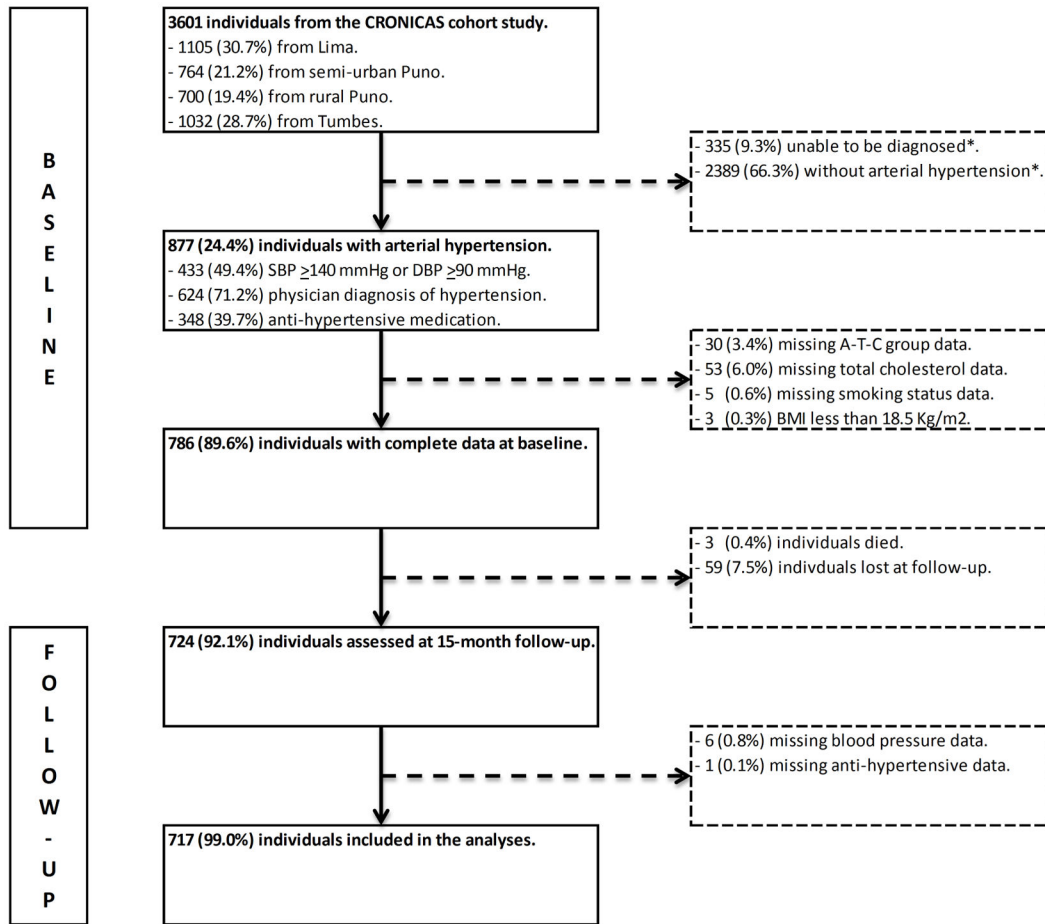 BASELINE
3601 individuals from the CRONICAS cohort study.
- 1105 (30.7%) from Lima.
- 764 (21.2%) from semi-urban Puno.
- 700 (19.4%) from rural Puno.
- 1032 (28.7%) from Tumbes.
- 335 (9.3%) unable to be diagnosed*.
- 2389 (66.3%) without arterial hypertension*.
877 (24.4%) individuals with arterial hypertension.
- 433 (49.4%) SBP ≥140 mmHg or DBP ≥90 mmHg.
- 624 (71.2%) physician diagnosis of hypertension.
- 348 (39.7%) anti-hypertensive medication.
- 30 (3.4%) missing A-T-C group data.
- 53 (6.0%) missing total cholesterol data.
- 5 (0.6%) missing smoking status data.
- 3 (0.3%) BMI less than 18.5 Kg/m2.
786 (89.6%) individuals with complete data at baseline.
- 3 (0.4%) individuals died.
- 59 (7.5%) indivduals lost at follow-up.
FOLLOW-UP
724 (92.1%) individuals assessed at 15-month follow-up.
- 6 (0.8%) missing blood pressure data.
- 1 (0.1%) missing anti-hypertensive data.
717 (99.0%) individuals included in the analyses.